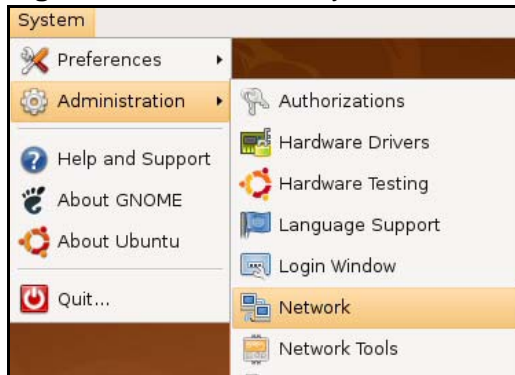 System
Preferences
Administration
Help and Support
About GNOME
About Ubuntu
Quit...
Authorizations
Hardware Drivers
Hardware Testing
Language Support
Login Window
Network
Network Tools